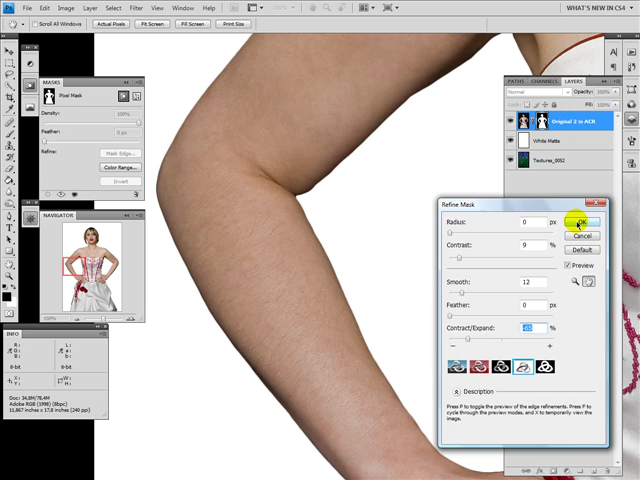 Ps
File Edit Image Layer Select Filter View Window Help
WHAT'S NEW IN CS4
Scroll All Windows Actual Pixels Fit Screen Fill Screen Print Size
MASKS
Pixel Mask
Density: 100%
Feather: 0 px
Refine: Mask Edge...
Color Range...
Invert
NAVIGATOR
INFO
R: L:
G: a:
B: b:
8-bit 8-bit
X: W:
Y: H:
Doc: 34.8M/78.4M
Adobe RGB (1998) (8bpc)
11.867 inches x 17.8 inches (240 ppi)
PATHS CHANNELS LAYERS
Normal Opacity: 100%
Lock: Fill: 100%
Original 2 in ACR
White Matte
Textures_0052
Refine Mask
Radius: 0 px
OK
Contrast: 9 %
Cancel
Default
Preview
Smooth: 12
Feather: 0 px
Contract/Expand: %
Description
Press P to toggle the preview of the edge refinements. Press F to
cycle through the preview modes, and X to temporarily view the
image.